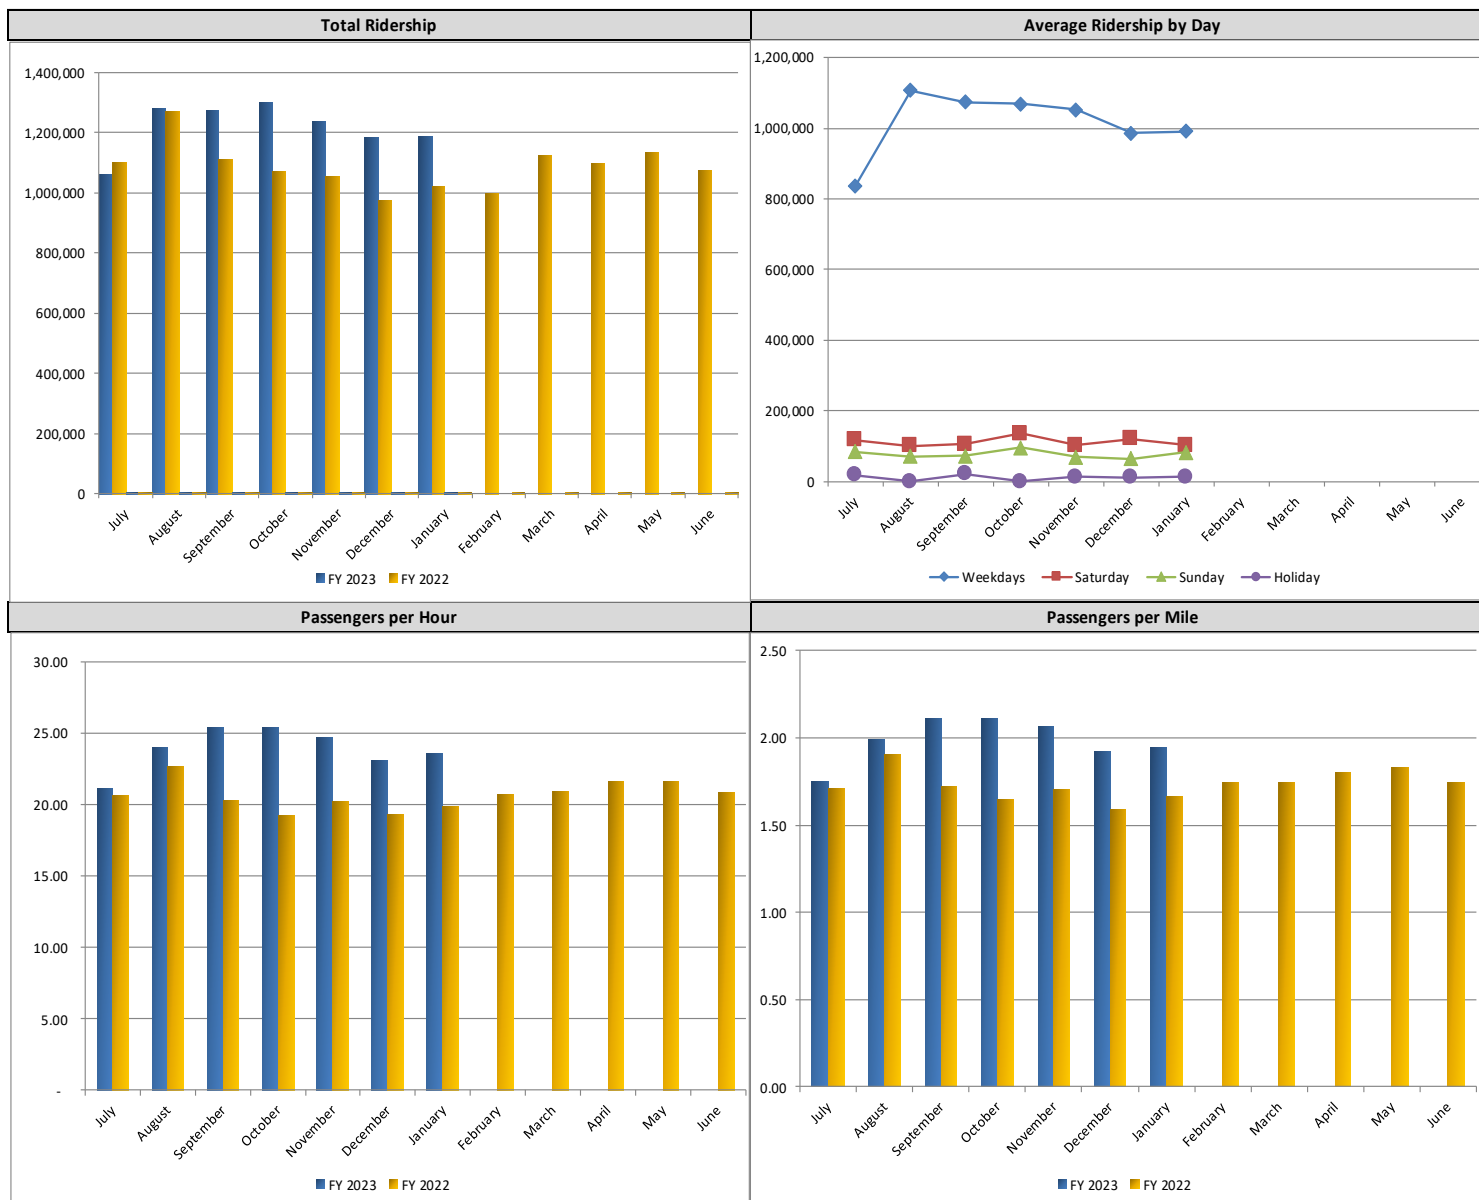 Total Ridership
1,400,000
1,200,000
1,000,000
800,000
600,000
400,000
200,000
0
July August September October November December January February March April May June
FY 2023 FY 2022
Average Ridership by Day
1,200,000
1,000,000
800,000
600,000
400,000
200,000
0
July August September October November December January February March April May June
Weekdays Saturday Sunday Holiday
Passengers per Hour
30.00
25.00
20.00
15.00
10.00
5.00
-
July August September October November December January February March April May June
FY 2023 FY 2022
Passengers per Mile
2.50
2.00
1.50
1.00
0.50
0.00
July August September October November December January February March April May June
FY 2023 FY 2022